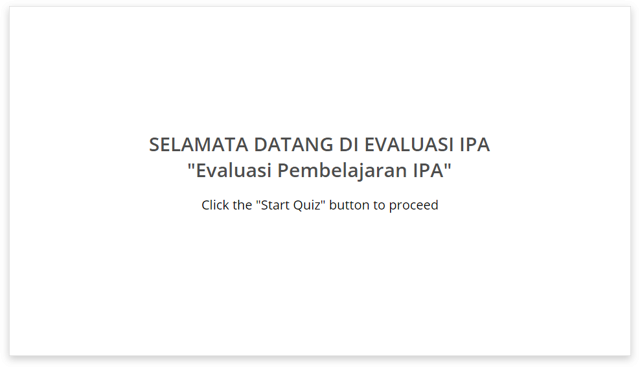 SELAMATA DATANG DI EVALUASI IPA
"Evaluasi Pembelajaran IPA"
Click the "Start Quiz" button to proceed